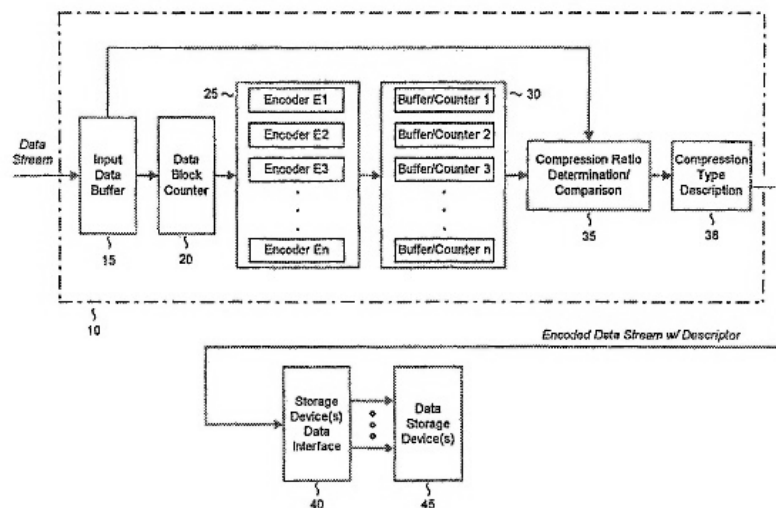 25
Encoder E1
Encoder E2
Encoder E3
Encoder En
Buffer/Counter 1
30
Buffer/Counter 2
Buffer/Counter 3
Buffer/Counter n
Data
Stream
Input
Data
Buffer
15
Data
Block
Counter
20
Compression Ratio
Determination/
Comparison
35
Compression
Type
Description
38
10
Encoded Data Stream w/ Descriptor
Storage
Device(s)
Data
Interface
40
Data
Storage
Device(s)
45